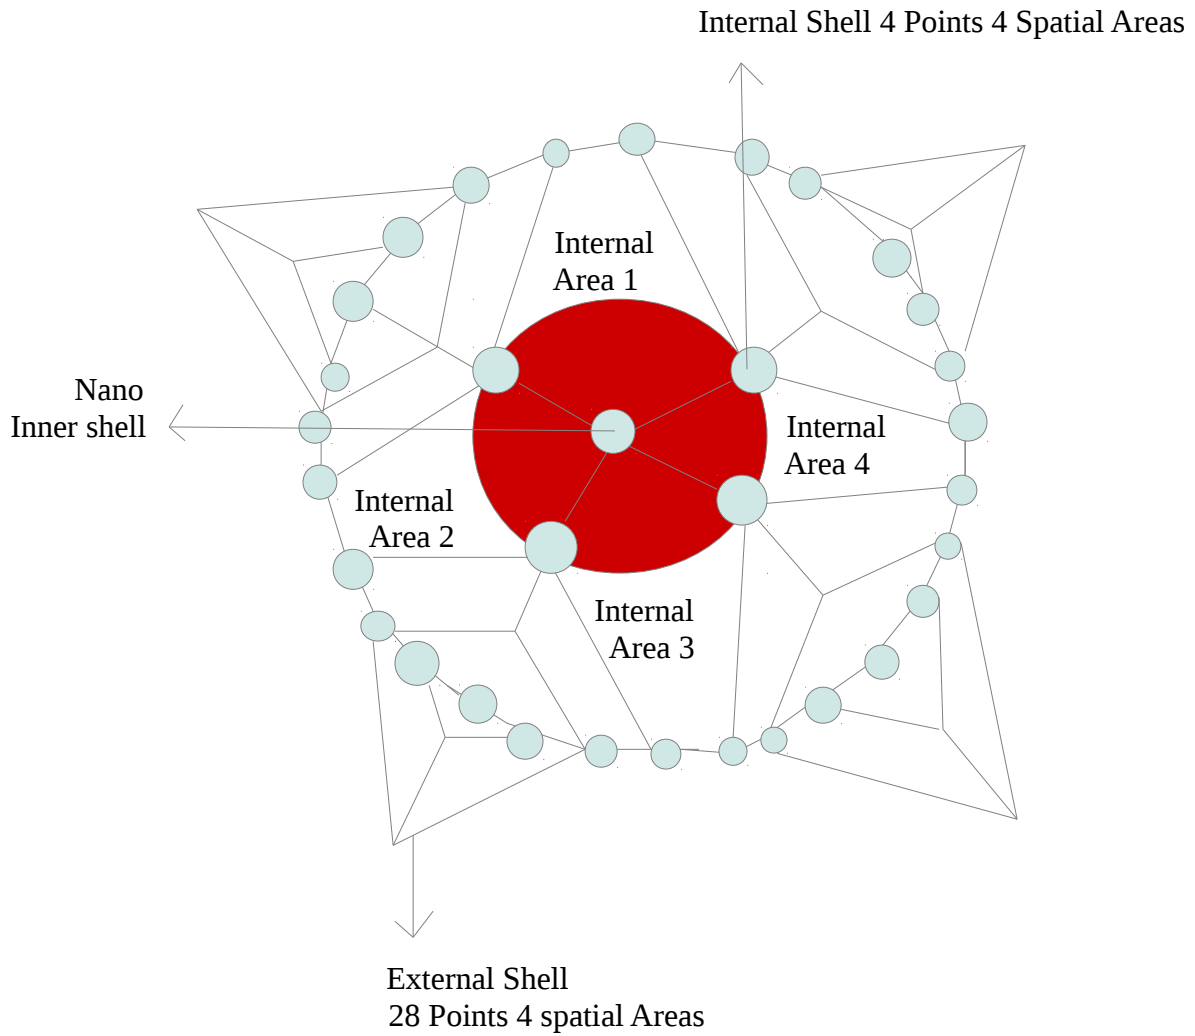 Internal Shell 4 Points 4 Spatial Areas
Internal
Area 1
Nano
Inner shell
Internal
Area 4
Internal
Area 2
Internal
Area 3
External Shell
28 Points 4 spatial Areas